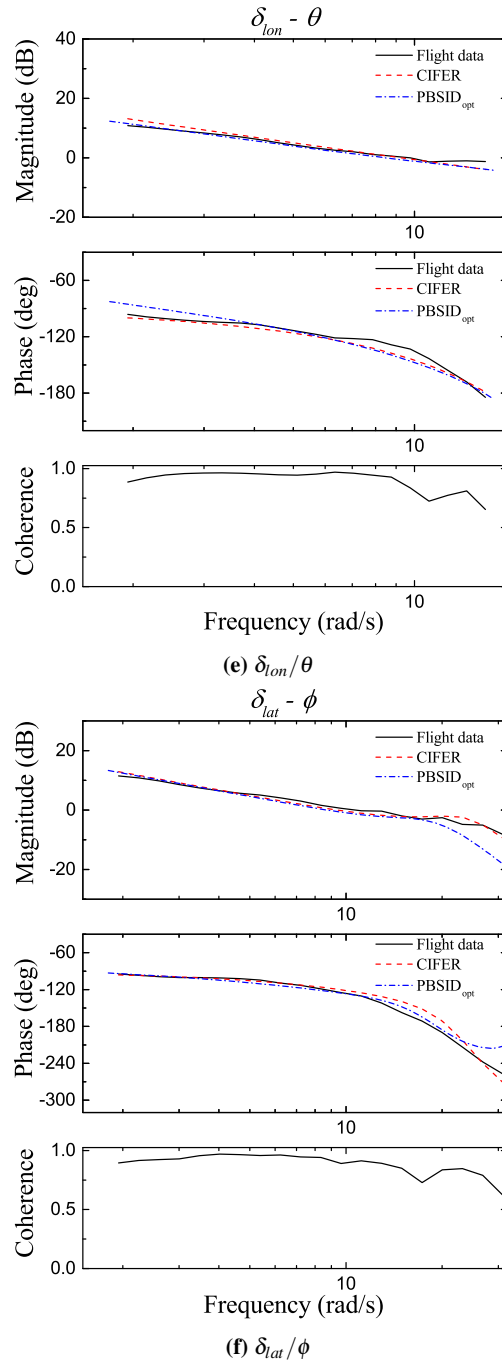 δlon - θ
Magnitude (dB)
40
20
0
-20
Flight data
CIFER
PBSIDopt
10
Phase (deg)
-60
-120
-180
Flight data
CIFER
PBSIDopt
10
Coherence
1.0
0.5
0.0
10
Frequency (rad/s)
(e) δlon/θ
δlat - ϕ
Magnitude (dB)
20
0
-20
Flight data
CIFER
PBSIDopt
10
Phase (deg)
-60
-120
-180
-240
-300
Flight data
CIFER
PBSIDopt
10
Coherence
1.0
0.5
0.0
10
Frequency (rad/s)
(f) δlat/ϕ